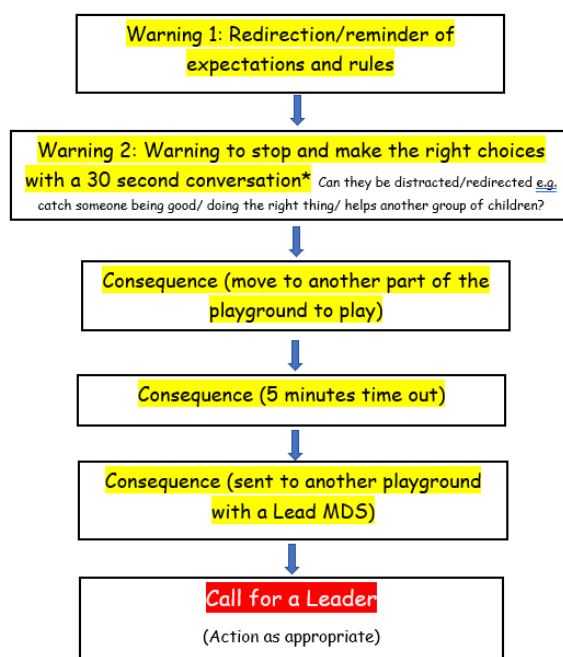 Warning 1: Redirection/reminder of
expectations and rules
Warning 2: Warning to stop and make the right choices
with a 30 second conversation* Can they be distracted/redirected e.g.
catch someone being good/ doing the right thing/ helps another group of children?
Consequence (move to another part of the
playground to play)
Consequence (5 minutes time out)
Consequence (sent to another playground
with a Lead MDS)
Call for a Leader
(Action as appropriate)